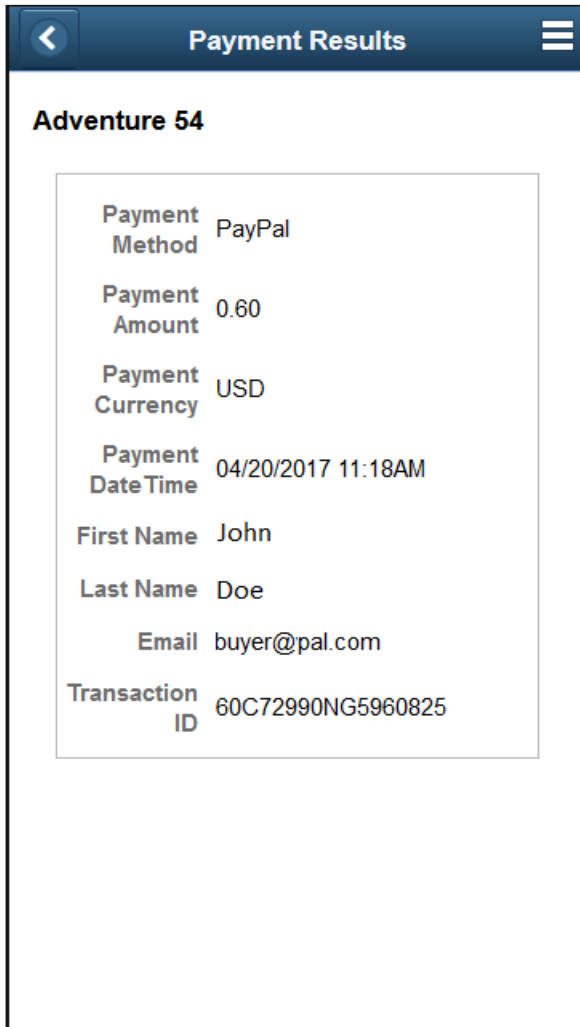 Payment Results
Adventure 54
Payment
Method PayPal
Payment
Amount 0.60
Payment
Currency USD
Payment
DateTime 04/20/2017 11:18AM
First Name John
Last Name Doe
Email buyer@pal.com
Transaction
ID 60C72990NG5960825